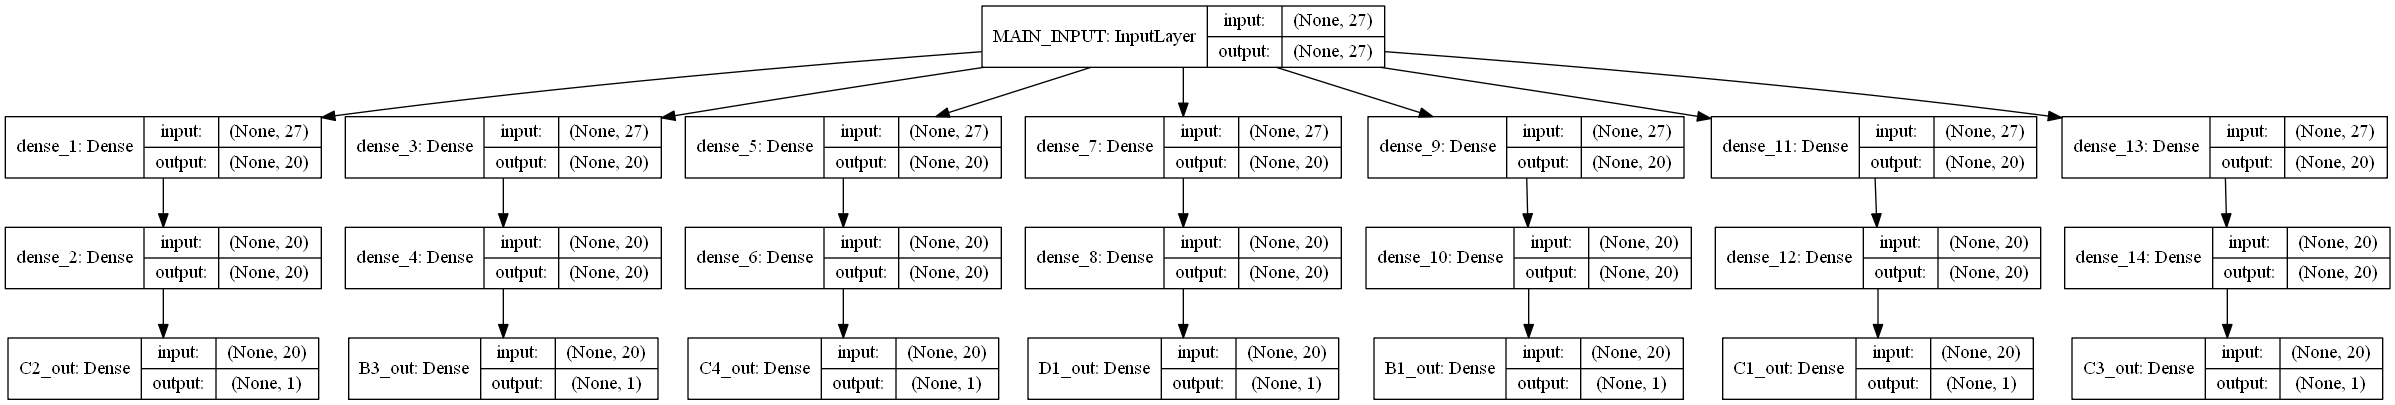 MAIN_INPUT: InputLayer
input: (None, 27)
output: (None, 27)
dense_1: Dense
input: (None, 27)
output: (None, 20)
dense_3: Dense
input: (None, 27)
output: (None, 20)
dense_5: Dense
input: (None, 27)
output: (None, 20)
dense_7: Dense
input: (None, 27)
output: (None, 20)
dense_9: Dense
input: (None, 27)
output: (None, 20)
dense_11: Dense
input: (None, 27)
output: (None, 20)
dense_13: Dense
input: (None, 27)
output: (None, 20)
dense_2: Dense
input: (None, 20)
output: (None, 20)
dense_4: Dense
input: (None, 20)
output: (None, 20)
dense_6: Dense
input: (None, 20)
output: (None, 20)
dense_8: Dense
input: (None, 20)
output: (None, 20)
dense_10: Dense
input: (None, 20)
output: (None, 20)
dense_12: Dense
input: (None, 20)
output: (None, 20)
dense_14: Dense
input: (None, 20)
output: (None, 20)
C2_out: Dense
input: (None, 20)
output: (None, 1)
B3_out: Dense
input: (None, 20)
output: (None, 1)
C4_out: Dense
input: (None, 20)
output: (None, 1)
D1_out: Dense
input: (None, 20)
output: (None, 1)
B1_out: Dense
input: (None, 20)
output: (None, 1)
C1_out: Dense
input: (None, 20)
output: (None, 1)
C3_out: Dense
input: (None, 20)
output: (None, 1)